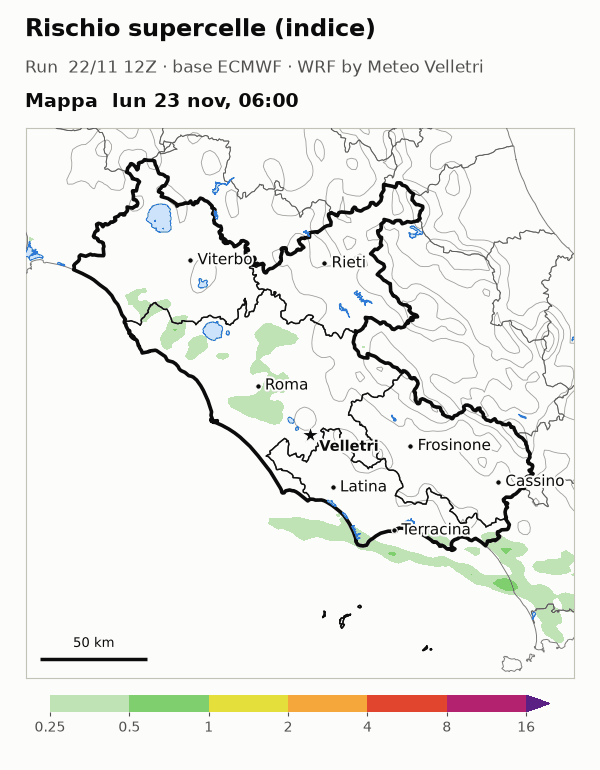 Rischio supercelle (indice)
Run  22/11 12Z · base ECMWF · WRF by Meteo Velletri
Mappa  lun 23 nov, 06:00
Viterbo
Rieti
Roma
Velletri
Frosinone
Cassino
Latina
Terracina
50 km
0.25 0.5 1 2 4 8 16